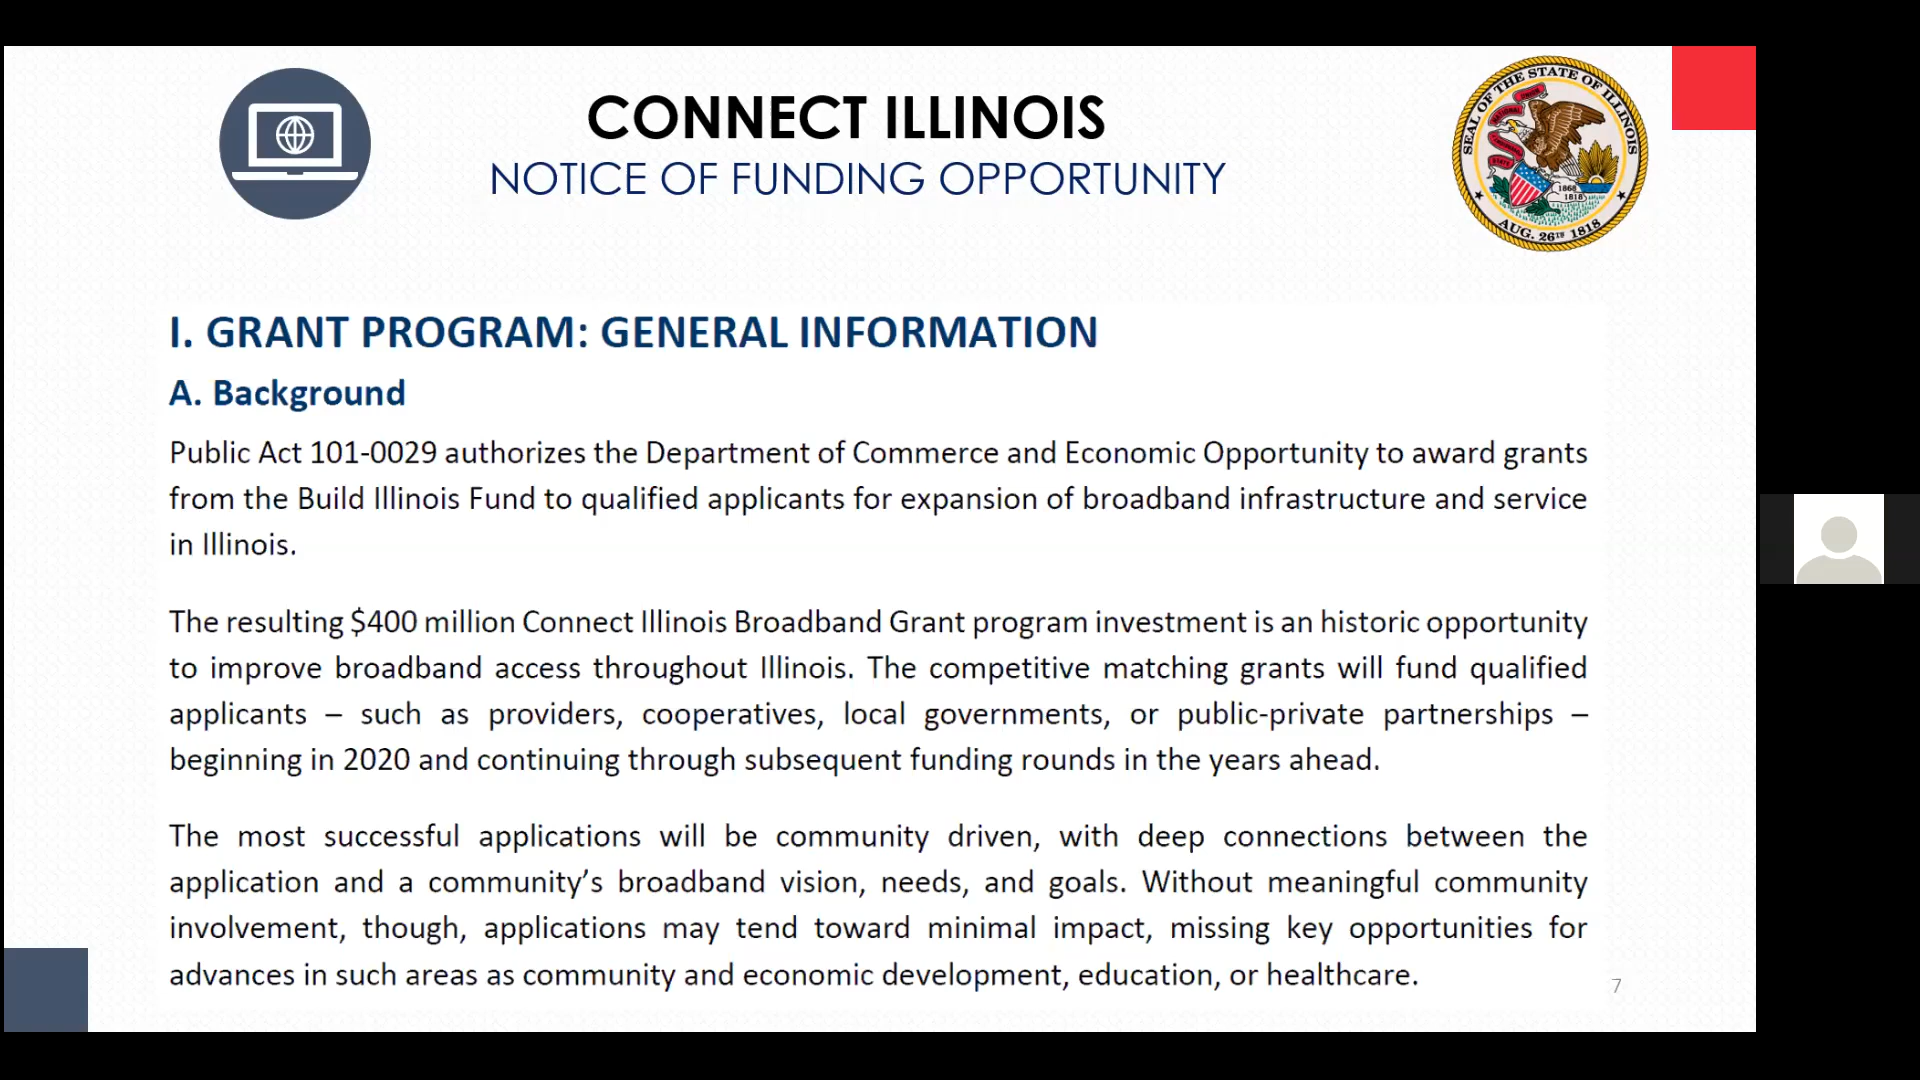 CONNECT ILLINOIS
NOTICE OF FUNDING OPPORTUNITY
SEAL OF THE STATE OF ILLINOIS
1868
1818
AUG. 26TH 1818
I. GRANT PROGRAM: GENERAL INFORMATION
A. Background
Public Act 101-0029 authorizes the Department of Commerce and Economic Opportunity to award grants
from the Build Illinois Fund to qualified applicants for expansion of broadband infrastructure and service
in Illinois.
The resulting $400 million Connect Illinois Broadband Grant program investment is an historic opportunity
to improve broadband access throughout Illinois. The competitive matching grants will fund qualified
applicants – such as providers, cooperatives, local governments, or public-private partnerships –
beginning in 2020 and continuing through subsequent funding rounds in the years ahead.
The most successful applications will be community driven, with deep connections between the
application and a community’s broadband vision, needs, and goals. Without meaningful community
involvement, though, applications may tend toward minimal impact, missing key opportunities for
advances in such areas as community and economic development, education, or healthcare.
7